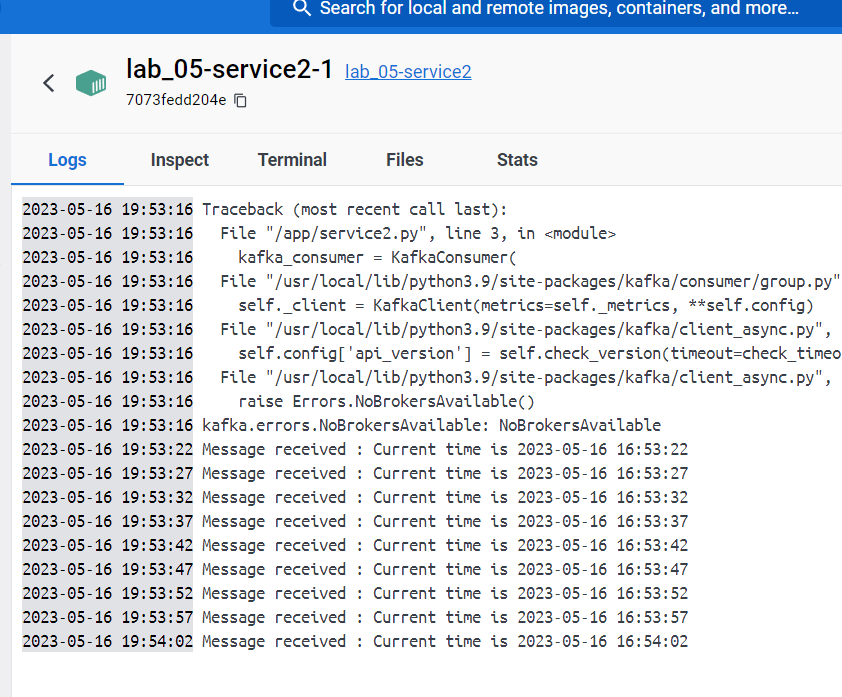 Search for local and remote images, containers, and more...
lab_05-service2-1 lab_05-service2
7073fedd204e
Logs Inspect Terminal Files Stats
2023-05-16 19:53:16 Traceback (most recent call last):
2023-05-16 19:53:16   File "/app/service2.py", line 3, in <module>
2023-05-16 19:53:16     kafka_consumer = KafkaConsumer(
2023-05-16 19:53:16   File "/usr/local/lib/python3.9/site-packages/kafka/consumer/group.py"
2023-05-16 19:53:16     self._client = KafkaClient(metrics=self._metrics, **self.config)
2023-05-16 19:53:16   File "/usr/local/lib/python3.9/site-packages/kafka/client_async.py",
2023-05-16 19:53:16     self.config['api_version'] = self.check_version(timeout=check_timeo
2023-05-16 19:53:16   File "/usr/local/lib/python3.9/site-packages/kafka/client_async.py",
2023-05-16 19:53:16     raise Errors.NoBrokersAvailable()
2023-05-16 19:53:16 kafka.errors.NoBrokersAvailable: NoBrokersAvailable
2023-05-16 19:53:22 Message received : Current time is 2023-05-16 16:53:22
2023-05-16 19:53:27 Message received : Current time is 2023-05-16 16:53:27
2023-05-16 19:53:32 Message received : Current time is 2023-05-16 16:53:32
2023-05-16 19:53:37 Message received : Current time is 2023-05-16 16:53:37
2023-05-16 19:53:42 Message received : Current time is 2023-05-16 16:53:42
2023-05-16 19:53:47 Message received : Current time is 2023-05-16 16:53:47
2023-05-16 19:53:52 Message received : Current time is 2023-05-16 16:53:52
2023-05-16 19:53:57 Message received : Current time is 2023-05-16 16:53:57
2023-05-16 19:54:02 Message received : Current time is 2023-05-16 16:54:02